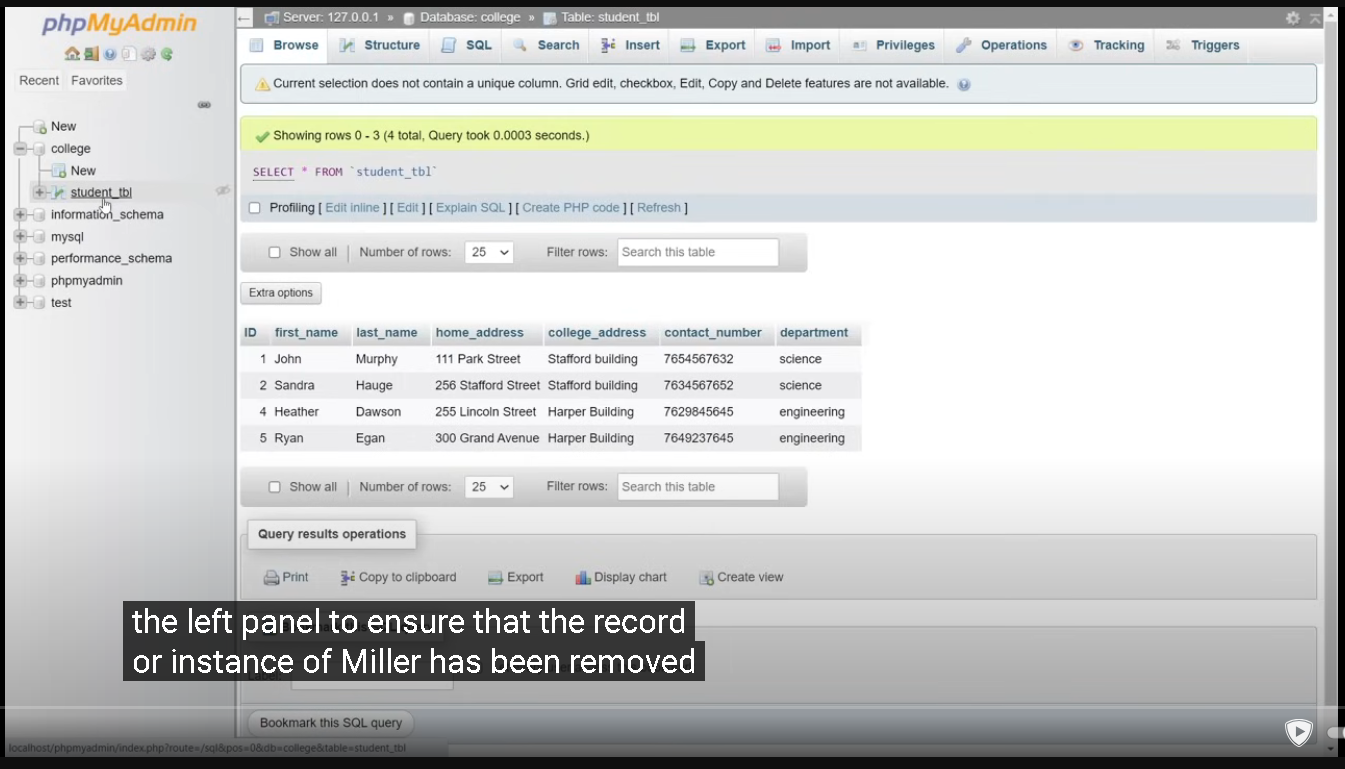 phpMyAdmin
Recent Favorites
New
college
New
student_tbl
information_schema
mysql
performance_schema
phpmyadmin
test
Server: 127.0.0.1 » Database: college » Table: student_tbl
Browse Structure SQL Search Insert Export Import Privileges Operations Tracking Triggers
Current selection does not contain a unique column. Grid edit, checkbox, Edit, Copy and Delete features are not available.
Showing rows 0 - 3 (4 total, Query took 0.0003 seconds.)
SELECT * FROM `student_tbl`
Profiling [ Edit inline ] [ Edit ] [ Explain SQL ] [ Create PHP code ] [ Refresh ]
Show all | Number of rows: 25 Filter rows: Search this table
Extra options
ID first_name last_name home_address college_address contact_number department
1 John Murphy 111 Park Street Stafford building 7654567632 science
2 Sandra Hauge 256 Stafford Street Stafford building 7634567652 science
4 Heather Dawson 255 Lincoln Street Harper Building 7629845645 engineering
5 Ryan Egan 300 Grand Avenue Harper Building 7649237645 engineering
Show all | Number of rows: 25 Filter rows: Search this table
Query results operations
Print Copy to clipboard Export Display chart Create view
the left panel to ensure that the record
or instance of Miller has been removed
Bookmark this SQL query
localhost/phpmyadmin/index.php?route=/sql&pos=0&db=college&table=student_tbl